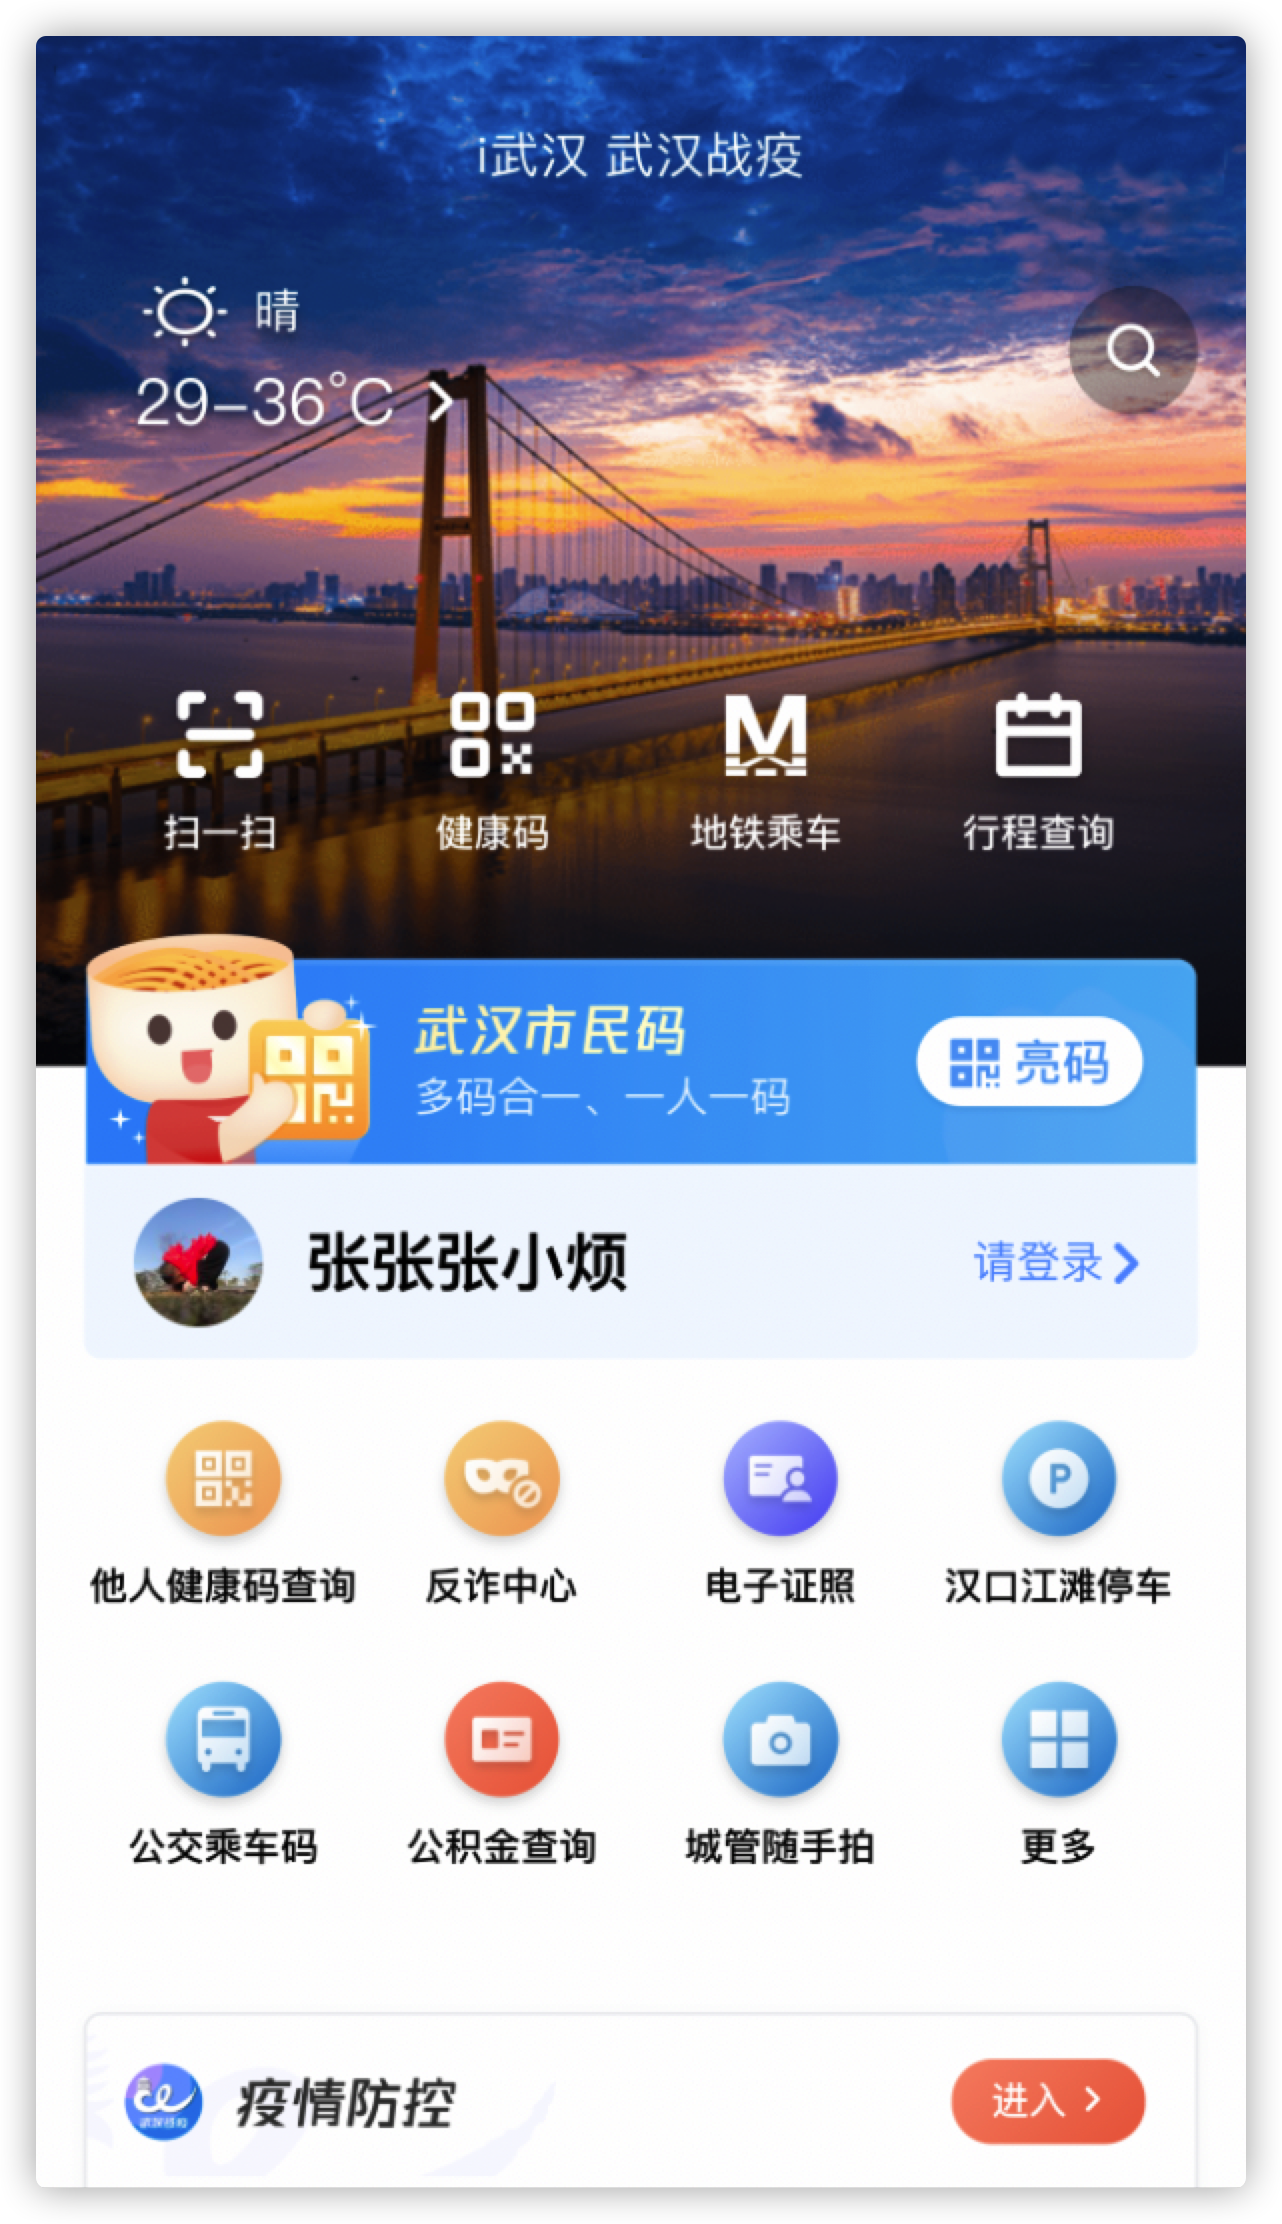 i武汉 武汉战疫
晴
29-36°C
扫一扫
健康码
地铁乘车
行程查询
武汉市民码
多码合一、一人一码
亮码
张张张小烦
请登录
他人健康码查询
反诈中心
电子证照
汉口江滩停车
公交乘车码
公积金查询
城管随手拍
更多
疫情防控
进入